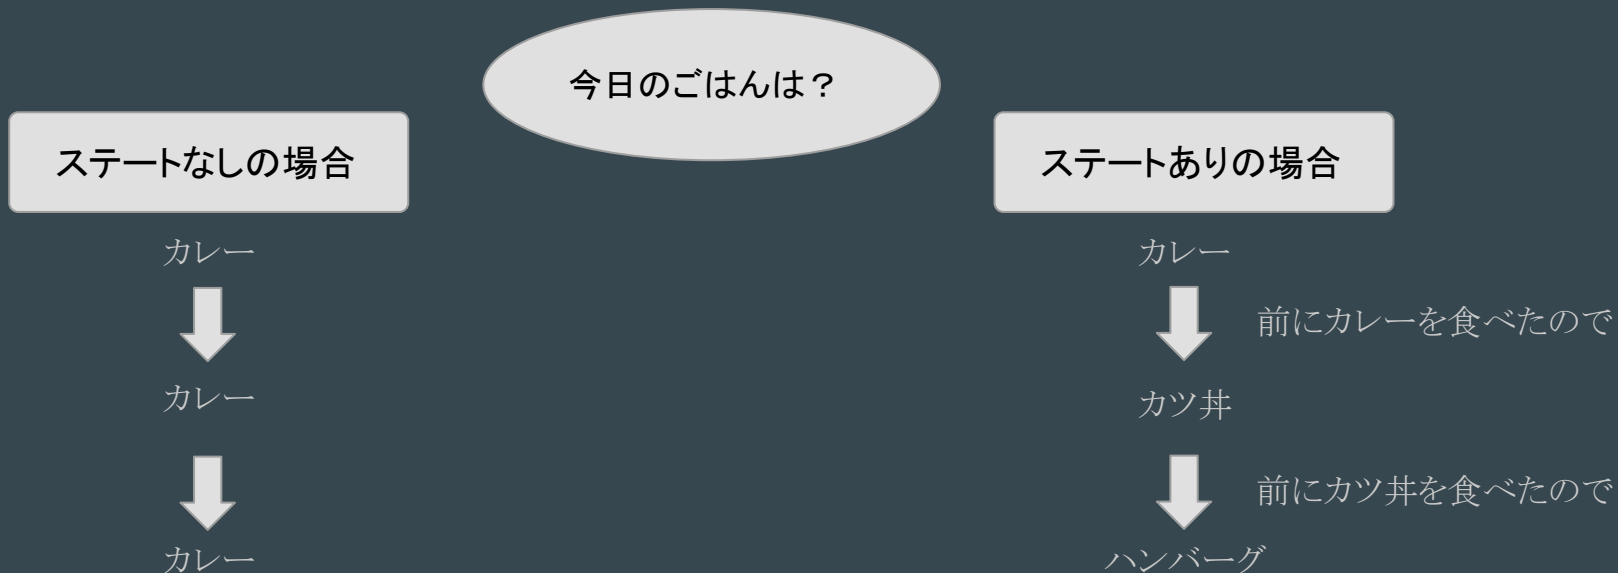 今日のごはんは？
ステートなしの場合
カレー
カレー
カレー
ステートありの場合
カレー
前にカレーを食べたので
カツ丼
前にカツ丼を食べたので
ハンバーグ